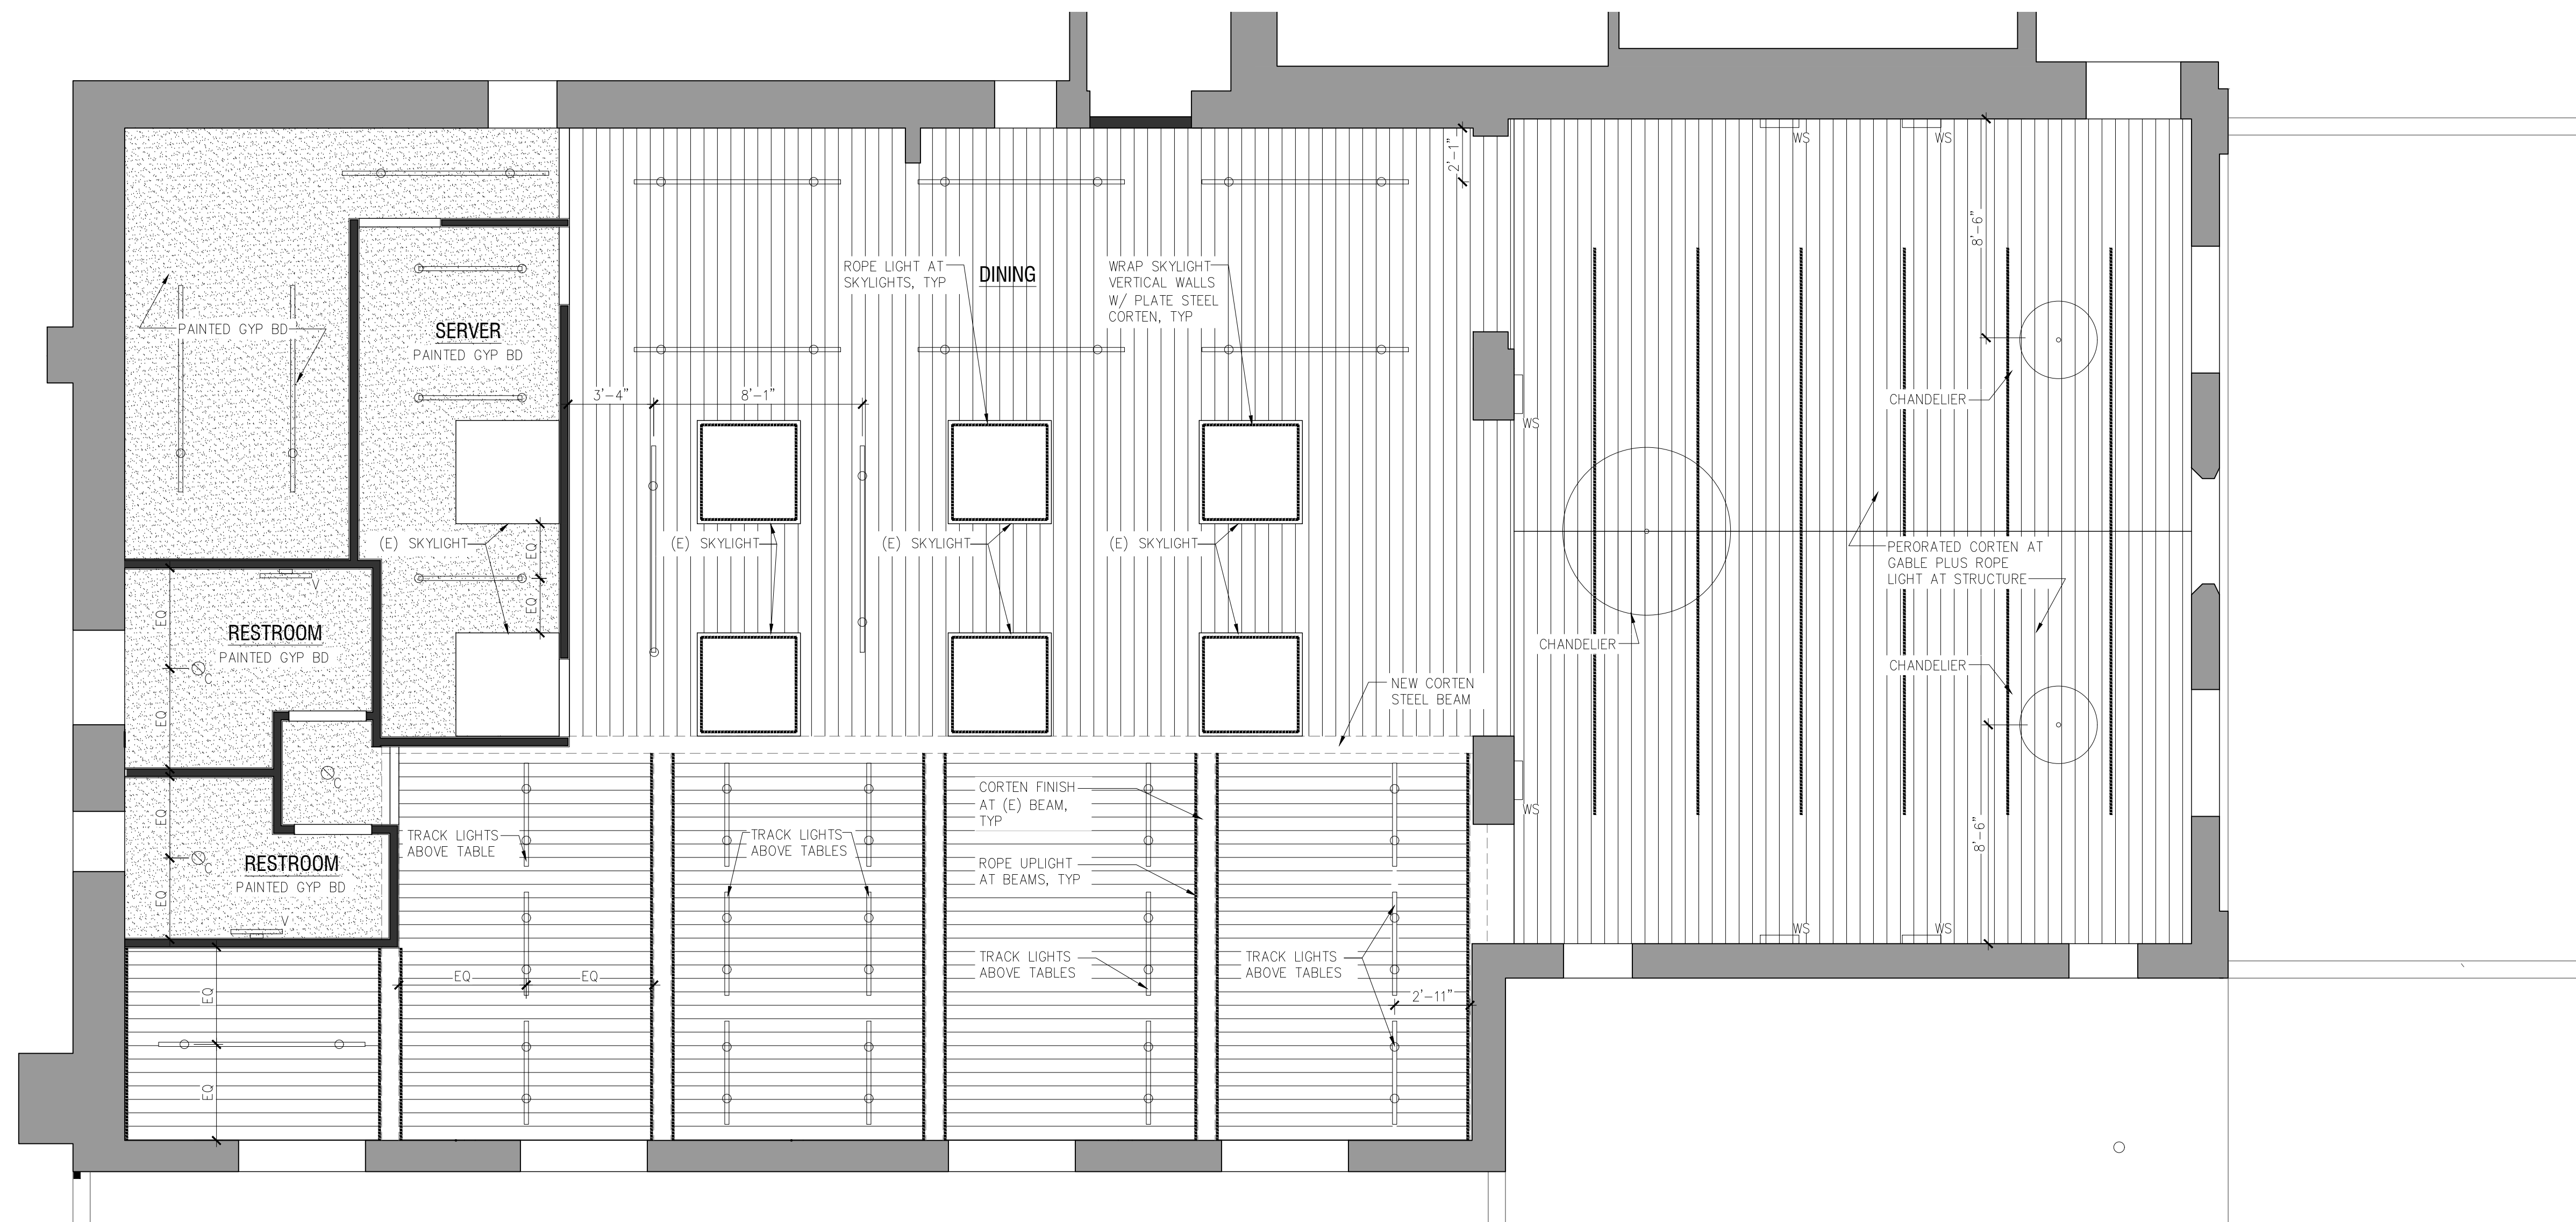 WS
WS
2'-1"
8'-6"
ROPE LIGHT AT
SKYLIGHTS, TYP
DINING
WRAP SKYLIGHT
VERTICAL WALLS
W/ PLATE STEEL
CORTEN, TYP
PAINTED GYP BD
SERVER
PAINTED GYP BD
3'-4"
8'-1"
CHANDELIER
WS
(E) SKYLIGHT
(E) SKYLIGHT
(E) SKYLIGHT
(E) SKYLIGHT
EQ
EQ
PERORATED CORTEN AT
GABLE PLUS ROPE
LIGHT AT STRUCTURE
V
EQ
RESTROOM
PAINTED GYP BD
C
EQ
CHANDELIER
CHANDELIER
NEW CORTEN
STEEL BEAM
C
CORTEN FINISH
AT (E) BEAM,
TYP
WS
EQ
TRACK LIGHTS
ABOVE TABLE
TRACK LIGHTS
ABOVE TABLES
8'-6"
RESTROOM
PAINTED GYP BD
C
EQ
ROPE UPLIGHT
AT BEAMS, TYP
V
WS
WS
TRACK LIGHTS
ABOVE TABLES
TRACK LIGHTS
ABOVE TABLES
EQ
EQ
EQ
2'-11"
EQ